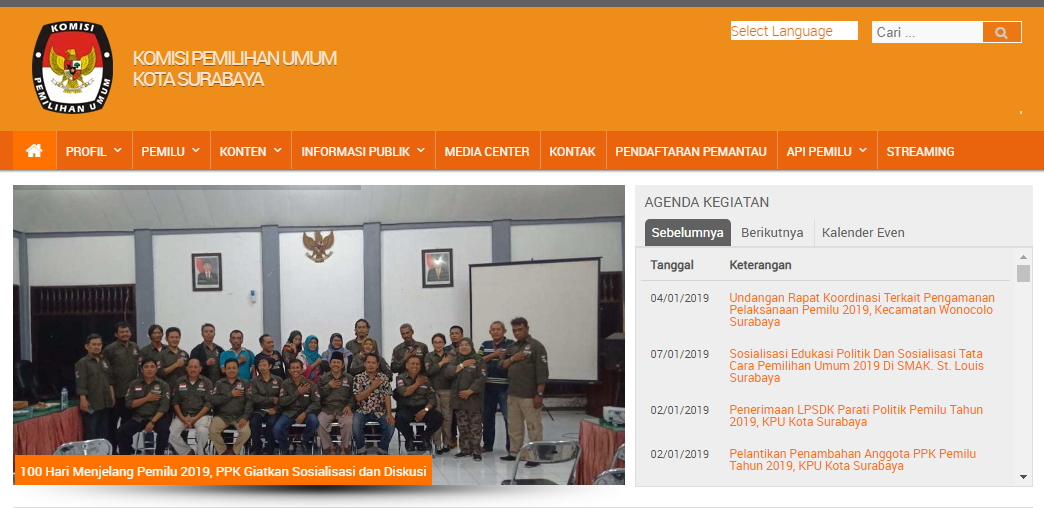 KOMISI
PEMILIHAN UMUM
KOMISI PEMILIHAN UMUM
KOTA SURABAYA
Select Language
Cari ...
PROFIL
PEMILU
KONTEN
INFORMASI PUBLIK
MEDIA CENTER
KONTAK
PENDAFTARAN PEMANTAU
API PEMILU
STREAMING
100 Hari Menjelang Pemilu 2019, PPK Giatkan Sosialisasi dan Diskusi
AGENDA KEGIATAN
Sebelumnya
Berikutnya
Kalender Even
Tanggal
Keterangan
04/01/2019
Undangan Rapat Koordinasi Terkait Pengamanan
Pelaksanaan Pemilu 2019, Kecamatan Wonocolo
Surabaya
07/01/2019
Sosialisasi Edukasi Politik Dan Sosialisasi Tata
Cara Pemilihan Umum 2019 Di SMAK. St. Louis
Surabaya
02/01/2019
Penerimaan LPSDK Parati Politik Pemilu Tahun
2019, KPU Kota Surabaya
02/01/2019
Pelantikan Penambahan Anggota PPK Pemilu
Tahun 2019, KPU Kota Surabaya